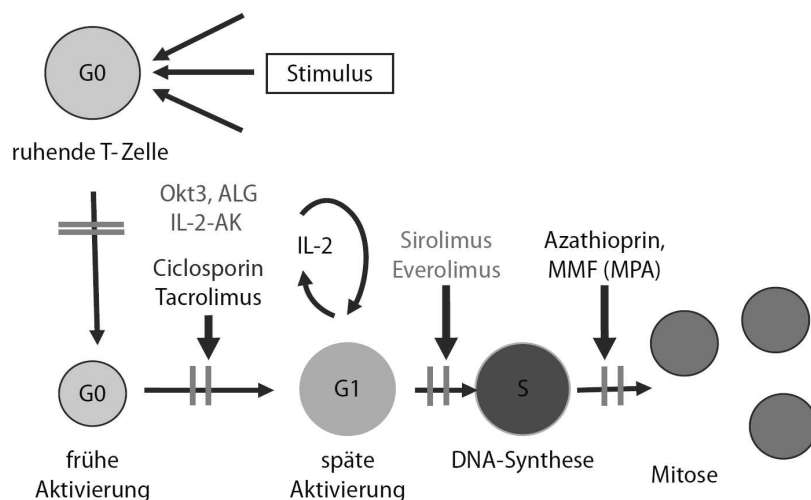 G0
Stimulus
ruhende T-Zelle
Okt3, ALG
IL-2-AK
Ciclosporin
Tacrolimus
IL-2
Sirolimus
Everolimus
Azathioprin,
MMF (MPA)
G0
G1
S
frühe
Aktivierung
späte
Aktivierung
DNA-Synthese
Mitose